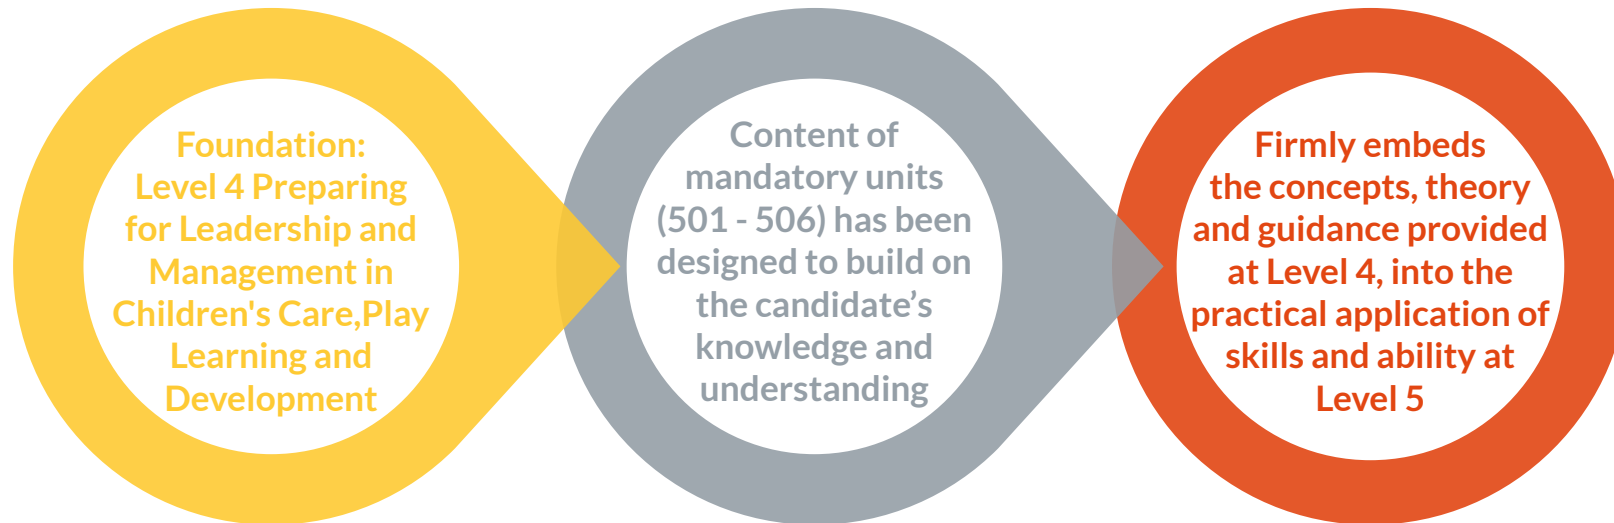 Foundation:
Level 4 Preparing
for Leadership and
Management in
Children's Care,Play
Learning and
Development
Content of
mandatory units
(501 - 506) has been
designed to build on
the candidate’s
knowledge and
understanding
Firmly embeds
the concepts, theory
and guidance provided
at Level 4, into the
practical application of
skills and ability at
Level 5